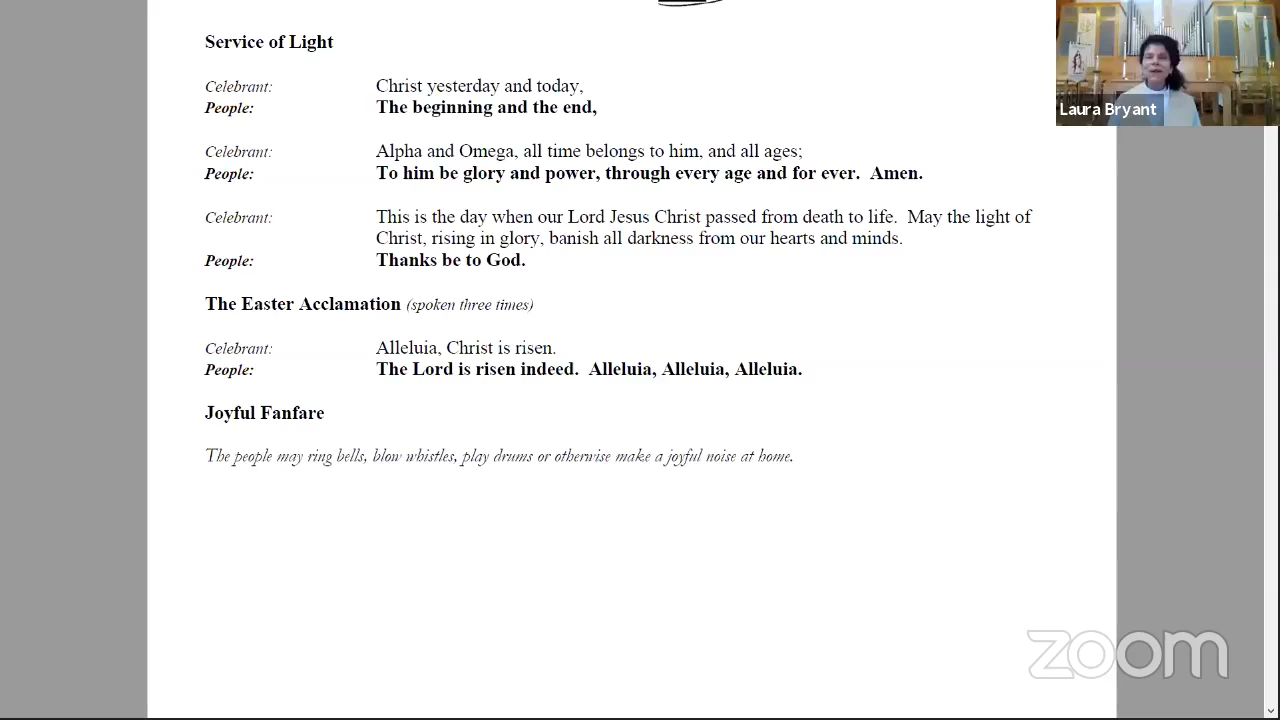 Service of Light
Celebrant: Christ yesterday and today,
People: The beginning and the end,
Celebrant: Alpha and Omega, all time belongs to him, and all ages;
People: To him be glory and power, through every age and for ever. Amen.
Celebrant: This is the day when our Lord Jesus Christ passed from death to life. May the light of
Christ, rising in glory, banish all darkness from our hearts and minds.
People: Thanks be to God.
The Easter Acclamation (spoken three times)
Celebrant: Alleluia, Christ is risen.
People: The Lord is risen indeed. Alleluia, Alleluia, Alleluia.
Joyful Fanfare
The people may ring bells, blow whistles, play drums or otherwise make a joyful noise at home.
Laura Bryant
zoom